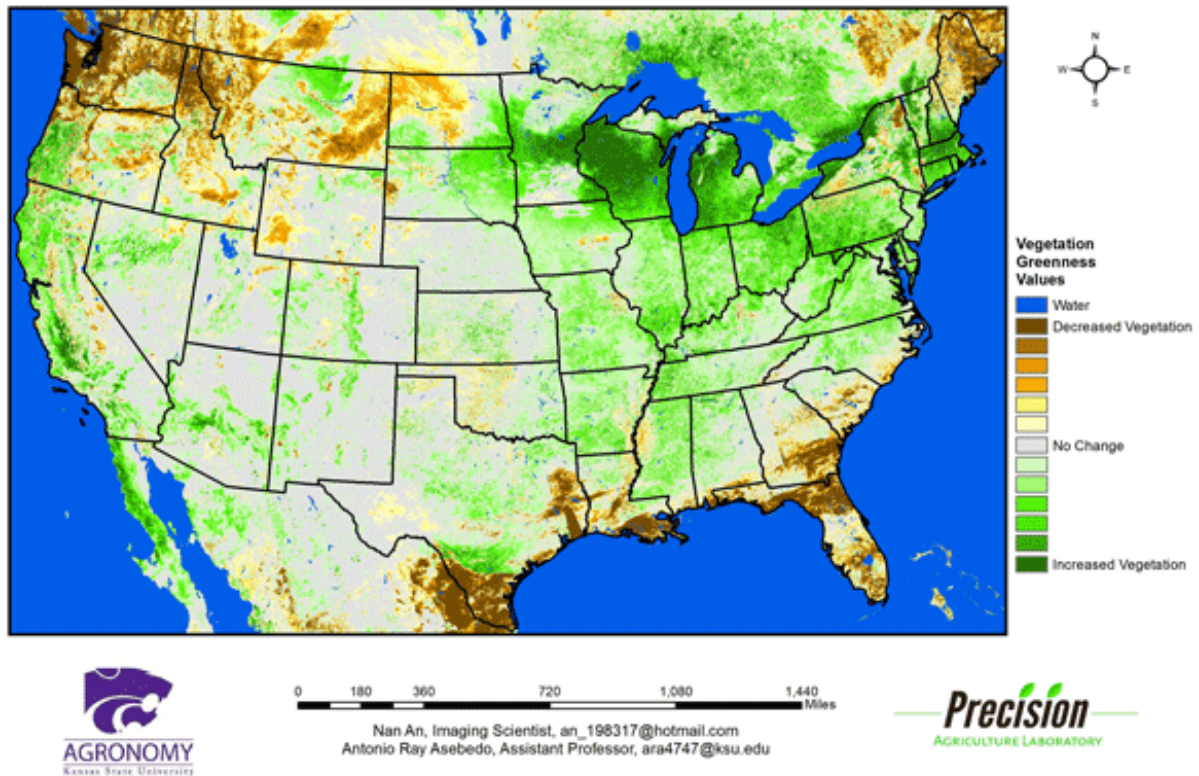 N
W E
S
Vegetation
Greenness
Values
Water
Decreased Vegetation
No Change
Increased Vegetation
0 180 360 720 1,080 1,440
Miles
Nan An, Imaging Scientist, an_198317@hotmail.com
Antonio Ray Asebedo, Assistant Professor, ara4747@ksu.edu
AGRONOMY
Kansas State University
Precision
AGRICULTURE LABORATORY